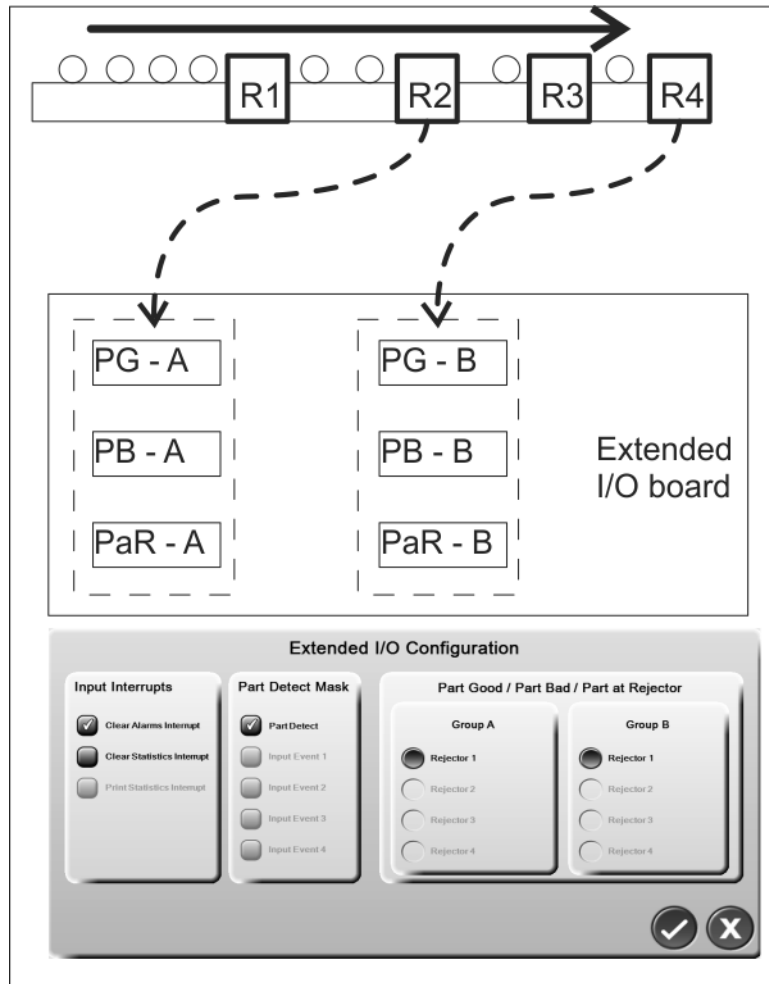 R1 R2 R3 R4
PG - A
PB - A
PaR - A
PG - B
PB - B
PaR - B
Extended
I/O board
Extended I/O Configuration
Input Interrupts
Clear Alarms Interrupt
Clear Statistics Interrupt
Print Statistics Interrupt
Part Detect Mask
Part Detect
Input Event 1
Input Event 2
Input Event 3
Input Event 4
Part Good / Part Bad / Part at Rejector
Group A
Rejector 1
Rejector 2
Rejector 3
Rejector 4
Group B
Rejector 1
Rejector 2
Rejector 3
Rejector 4
X